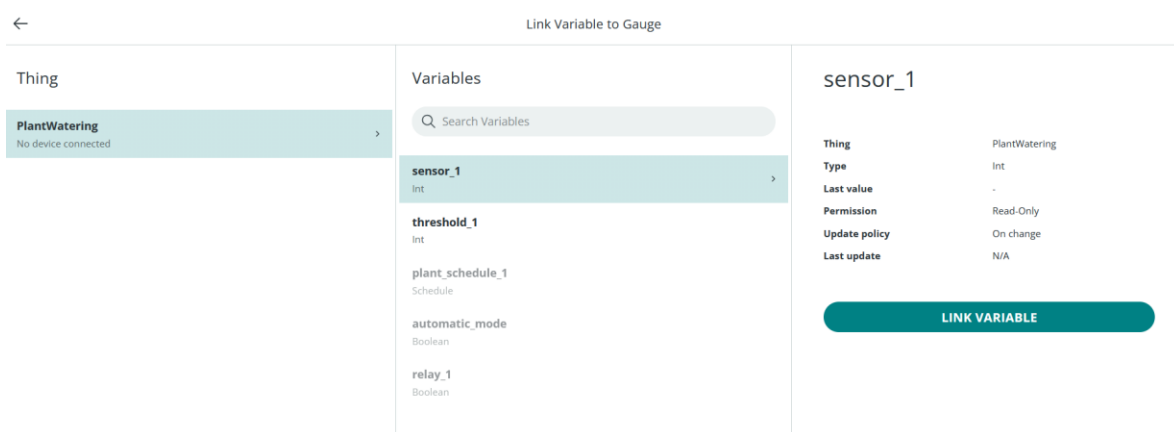 Link Variable to Gauge
Thing
PlantWatering
No device connected
Variables
Search Variables
sensor_1
Int
threshold_1
Int
plant_schedule_1
Schedule
automatic_mode
Boolean
relay_1
Boolean
sensor_1
Thing PlantWatering
Type Int
Last value -
Permission Read-Only
Update policy On change
Last update N/A
LINK VARIABLE